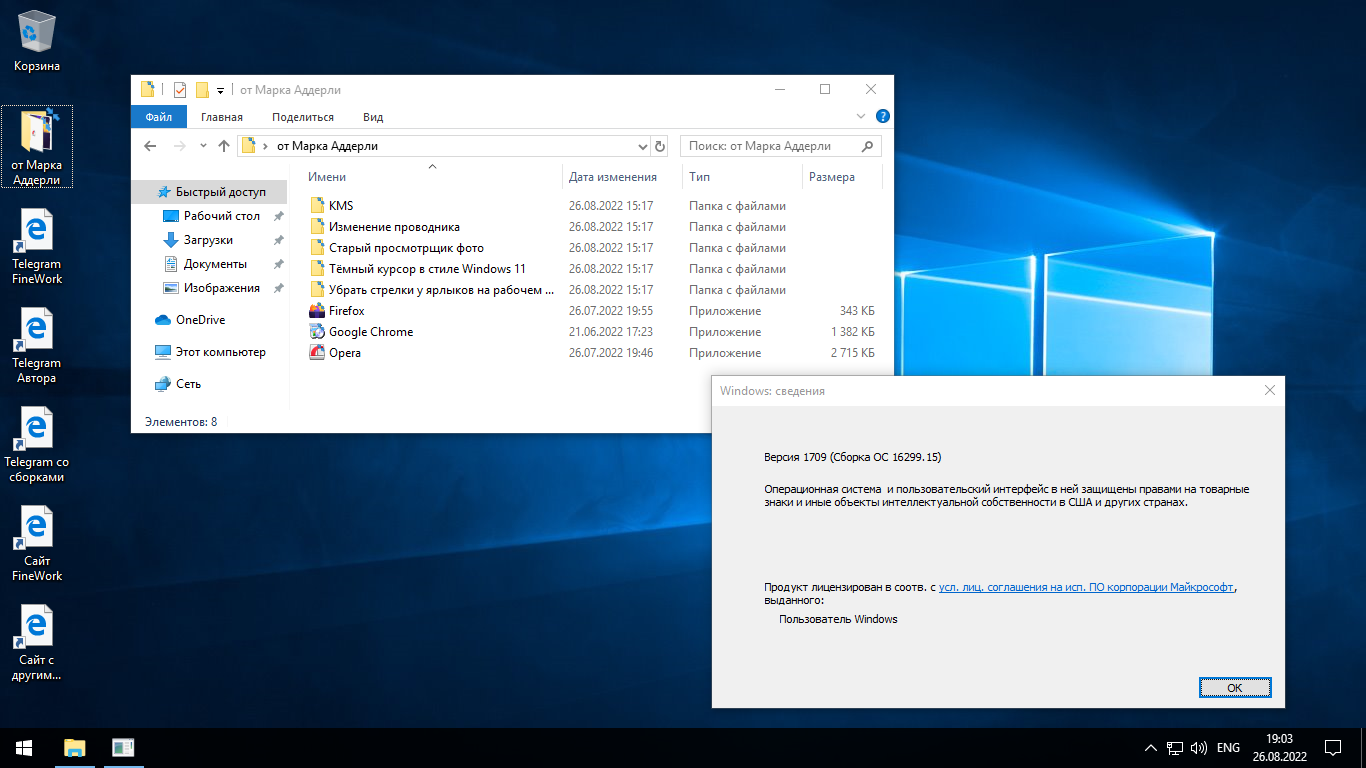 Корзина
от Марка
Аддерли
Telegram
FineWork
Telegram
Автора
Telegram со
сборками
Сайт
FineWork
Сайт с
другим...
от Марка Аддерли
Файл Главная Поделиться Вид
от Марка Аддерли Поиск: от Марка Аддерли
Имени Дата изменения Тип Размера
Быстрый доступ
Рабочий стол
Загрузки
Документы
Изображения
OneDrive
Этот компьютер
Сеть
KMS 26.08.2022 15:17 Папка с файлами
Изменение проводника 26.08.2022 15:17 Папка с файлами
Старый просмотрщик фото 26.08.2022 15:17 Папка с файлами
Тёмный курсор в стиле Windows 11 26.08.2022 15:17 Папка с файлами
Убрать стрелки у ярлыков на рабочем ... 26.08.2022 15:17 Папка с файлами
Firefox 26.07.2022 19:55 Приложение 343 КБ
Google Chrome 21.06.2022 17:23 Приложение 1 382 КБ
Opera 26.07.2022 19:46 Приложение 2 715 КБ
Элементов: 8
Windows: сведения
Версия 1709 (Сборка ОС 16299.15)
Операционная система и пользовательский интерфейс в ней защищены правами на товарные
знаки и иные объекты интеллектуальной собственности в США и других странах.
Продукт лицензирован в соотв. с усл. лиц. соглашения на исп. ПО корпорации Майкрософт,
выданного:
Пользователь Windows
ОК
ENG
19:03
26.08.2022